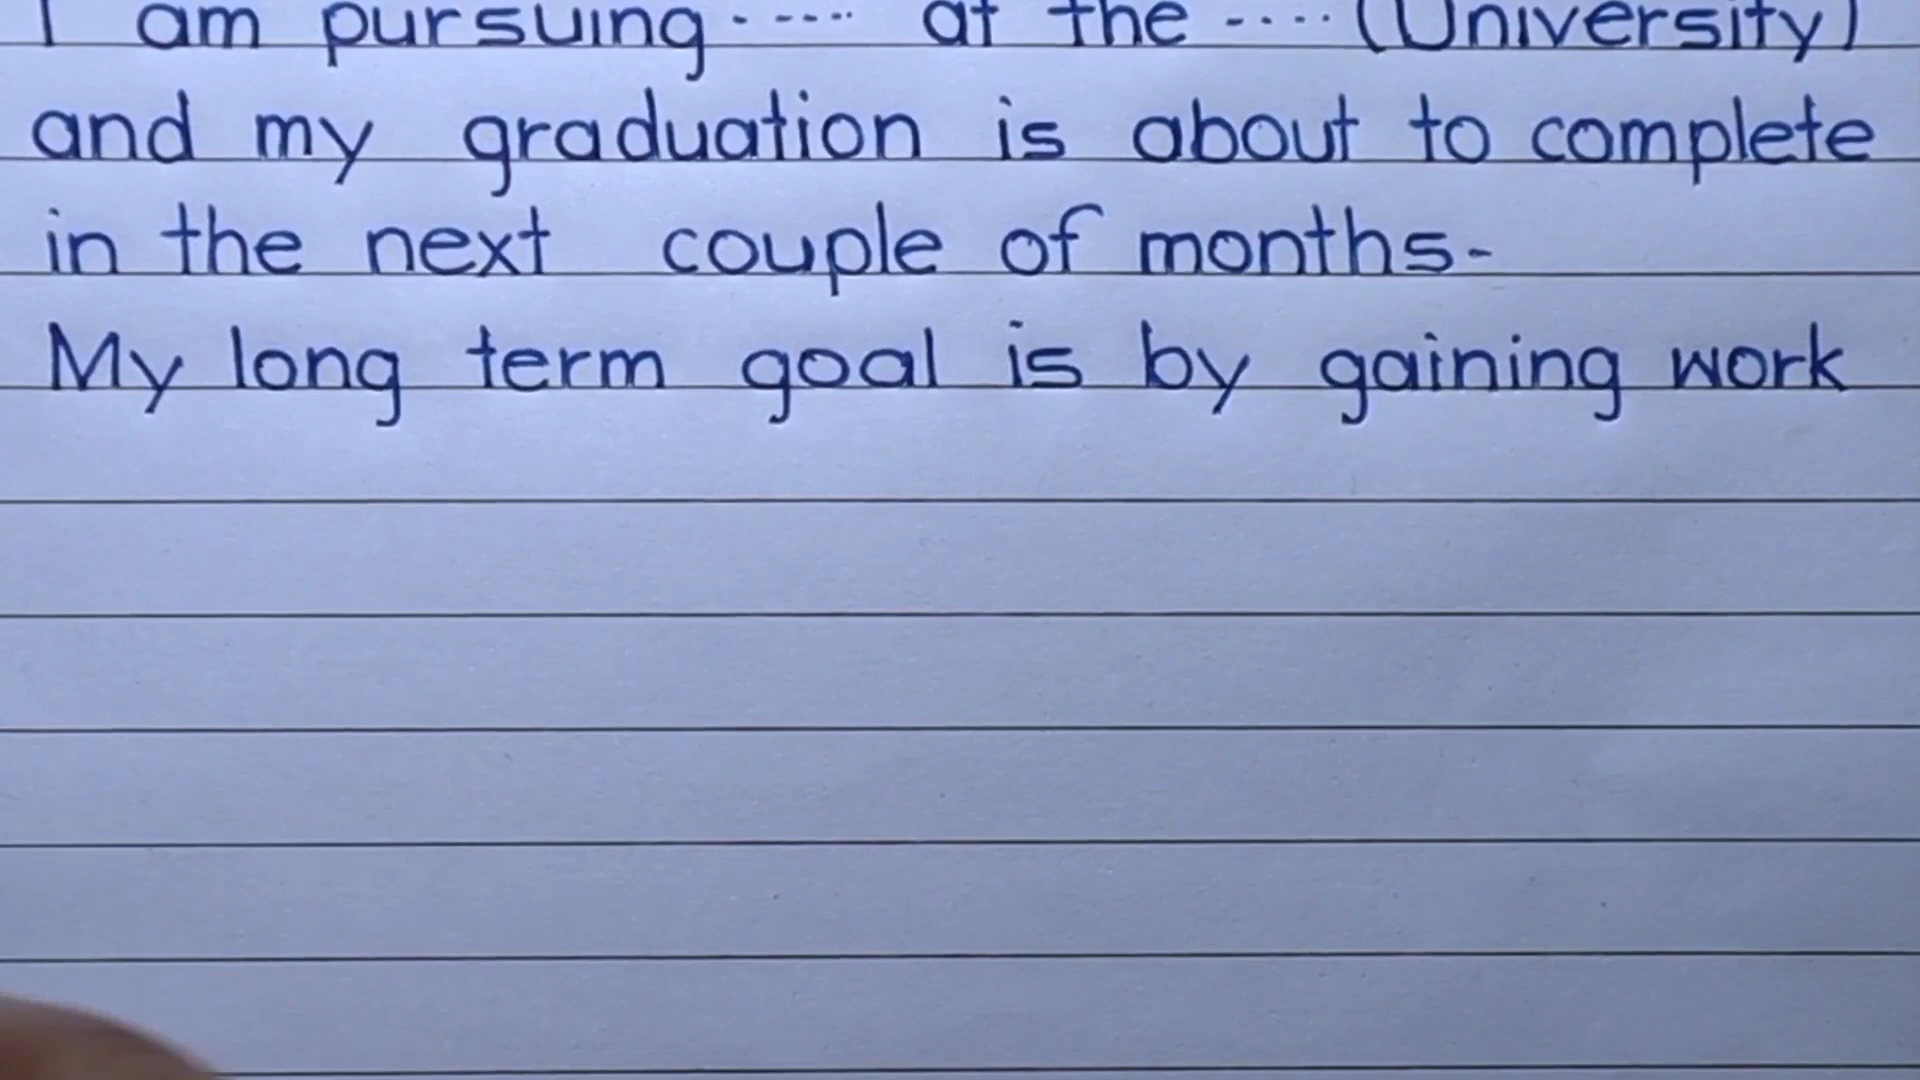 I am pursuing ----- at the ---- (University)
and my graduation is about to complete
in the next couple of months-
My long term goal is by gaining work